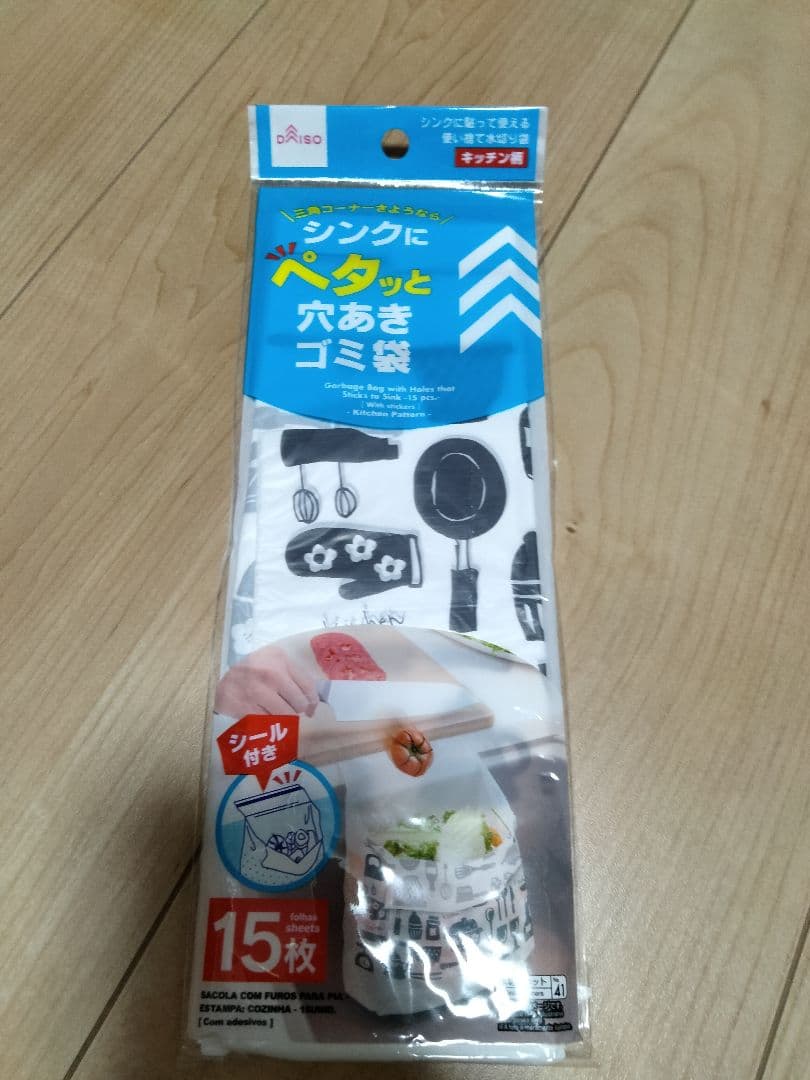 DAISO
シンクに貼って使える
使い捨て水切り袋
キッチン柄
三角コーナーさようなら
シンクに
ペタッと
穴あき
ゴミ袋
Garbage Bag with Holes that
Sticks to Sink -15 pcs.-
[With stickers]
- Kitchen Pattern -
Kitchen
シール
付き
15枚
folhas
sheets
SACOLA COM FUROS PARA PIA
ESTAMPA: COZINHA - 15UNID.
[Com adesivos]
No
41